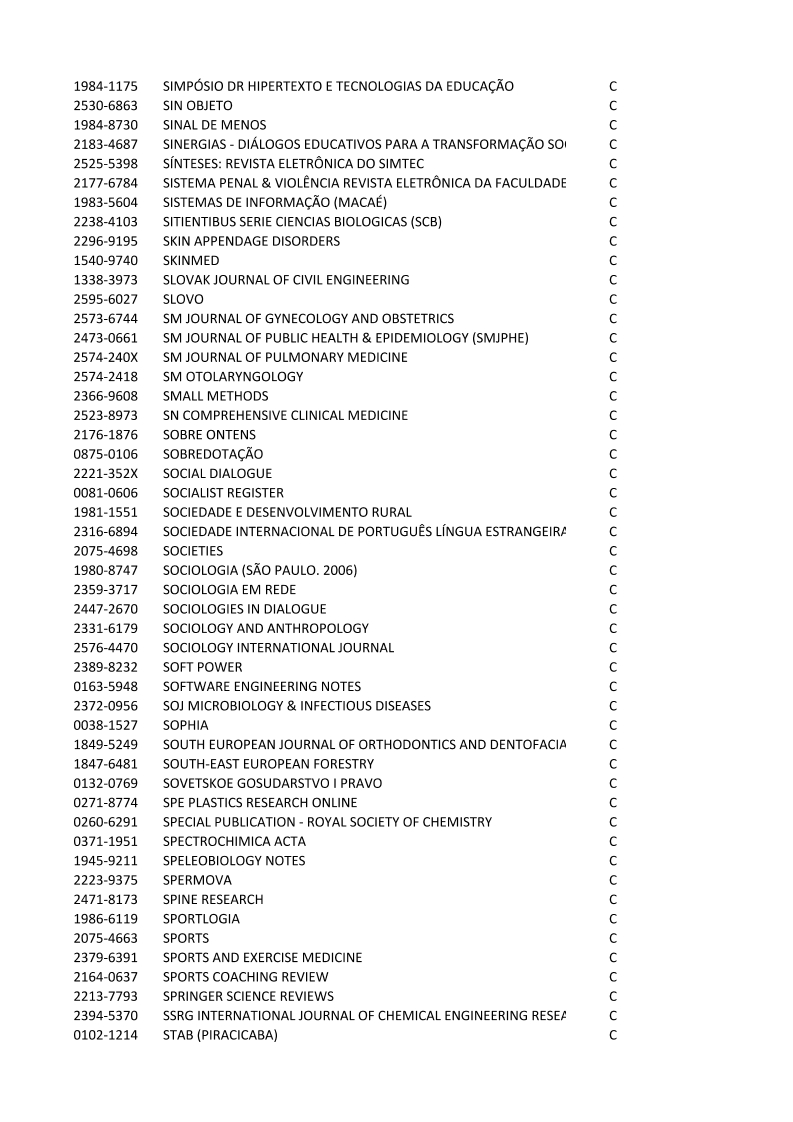 1984-1175 SIMPÓSIO DR HIPERTEXTO E TECNOLOGIAS DA EDUCAÇÃO C
2530-6863 SIN OBJETO C
1984-8730 SINAL DE MENOS C
2183-4687 SINERGIAS - DIÁLOGOS EDUCATIVOS PARA A TRANSFORMAÇÃO SO C
2525-5398 SÍNTESES: REVISTA ELETRÔNICA DO SIMTEC C
2177-6784 SISTEMA PENAL & VIOLÊNCIA REVISTA ELETRÔNICA DA FACULDADE C
1983-5604 SISTEMAS DE INFORMAÇÃO (MACAÉ) C
2238-4103 SITIENTIBUS SERIE CIENCIAS BIOLOGICAS (SCB) C
2296-9195 SKIN APPENDAGE DISORDERS C
1540-9740 SKINMED C
1338-3973 SLOVAK JOURNAL OF CIVIL ENGINEERING C
2595-6027 SLOVO C
2573-6744 SM JOURNAL OF GYNECOLOGY AND OBSTETRICS C
2473-0661 SM JOURNAL OF PUBLIC HEALTH & EPIDEMIOLOGY (SMJPHE) C
2574-240X SM JOURNAL OF PULMONARY MEDICINE C
2574-2418 SM OTOLARYNGOLOGY C
2366-9608 SMALL METHODS C
2523-8973 SN COMPREHENSIVE CLINICAL MEDICINE C
2176-1876 SOBRE ONTENS C
0875-0106 SOBREDOTAÇÃO C
2221-352X SOCIAL DIALOGUE C
0081-0606 SOCIALIST REGISTER C
1981-1551 SOCIEDADE E DESENVOLVIMENTO RURAL C
2316-6894 SOCIEDADE INTERNACIONAL DE PORTUGUÊS LÍNGUA ESTRANGEIRA C
2075-4698 SOCIETIES C
1980-8747 SOCIOLOGIA (SÃO PAULO. 2006) C
2359-3717 SOCIOLOGIA EM REDE C
2447-2670 SOCIOLOGIES IN DIALOGUE C
2331-6179 SOCIOLOGY AND ANTHROPOLOGY C
2576-4470 SOCIOLOGY INTERNATIONAL JOURNAL C
2389-8232 SOFT POWER C
0163-5948 SOFTWARE ENGINEERING NOTES C
2372-0956 SOJ MICROBIOLOGY & INFECTIOUS DISEASES C
0038-1527 SOPHIA C
1849-5249 SOUTH EUROPEAN JOURNAL OF ORTHODONTICS AND DENTOFACIA C
1847-6481 SOUTH-EAST EUROPEAN FORESTRY C
0132-0769 SOVETSKOE GOSUDARSTVO I PRAVO C
0271-8774 SPE PLASTICS RESEARCH ONLINE C
0260-6291 SPECIAL PUBLICATION - ROYAL SOCIETY OF CHEMISTRY C
0371-1951 SPECTROCHIMICA ACTA C
1945-9211 SPELEOBIOLOGY NOTES C
2223-9375 SPERMOVA C
2471-8173 SPINE RESEARCH C
1986-6119 SPORTLOGIA C
2075-4663 SPORTS C
2379-6391 SPORTS AND EXERCISE MEDICINE C
2164-0637 SPORTS COACHING REVIEW C
2213-7793 SPRINGER SCIENCE REVIEWS C
2394-5370 SSRG INTERNATIONAL JOURNAL OF CHEMICAL ENGINEERING RESEA C
0102-1214 STAB (PIRACICABA) C